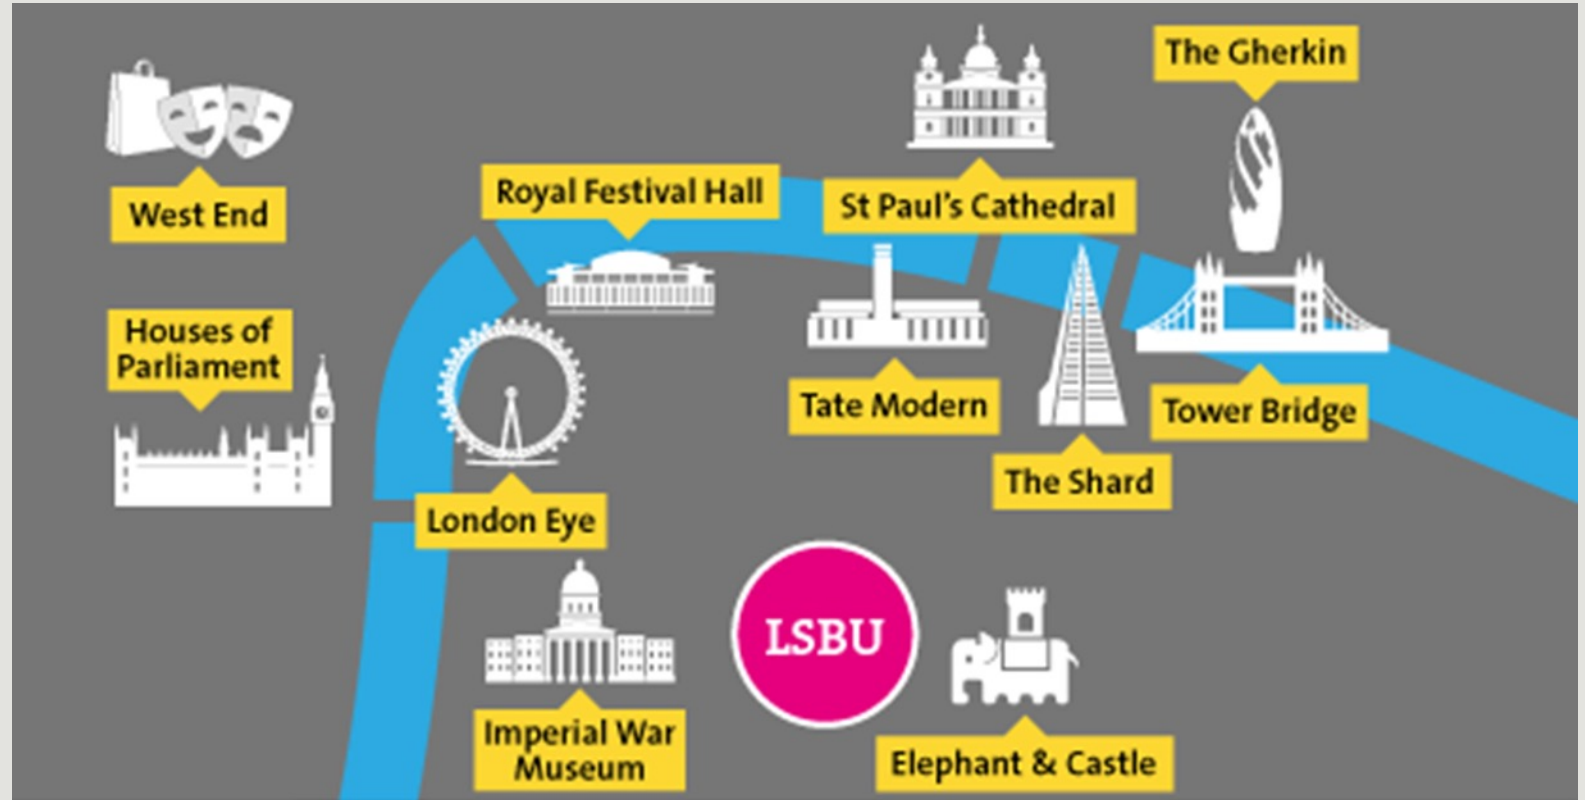 The Gherkin
Royal Festival Hall
St Paul's Cathedral
West End
Houses of
Parliament
Tate Modern
Tower Bridge
The Shard
London Eye
LSBU
Imperial War
Museum
Elephant & Castle